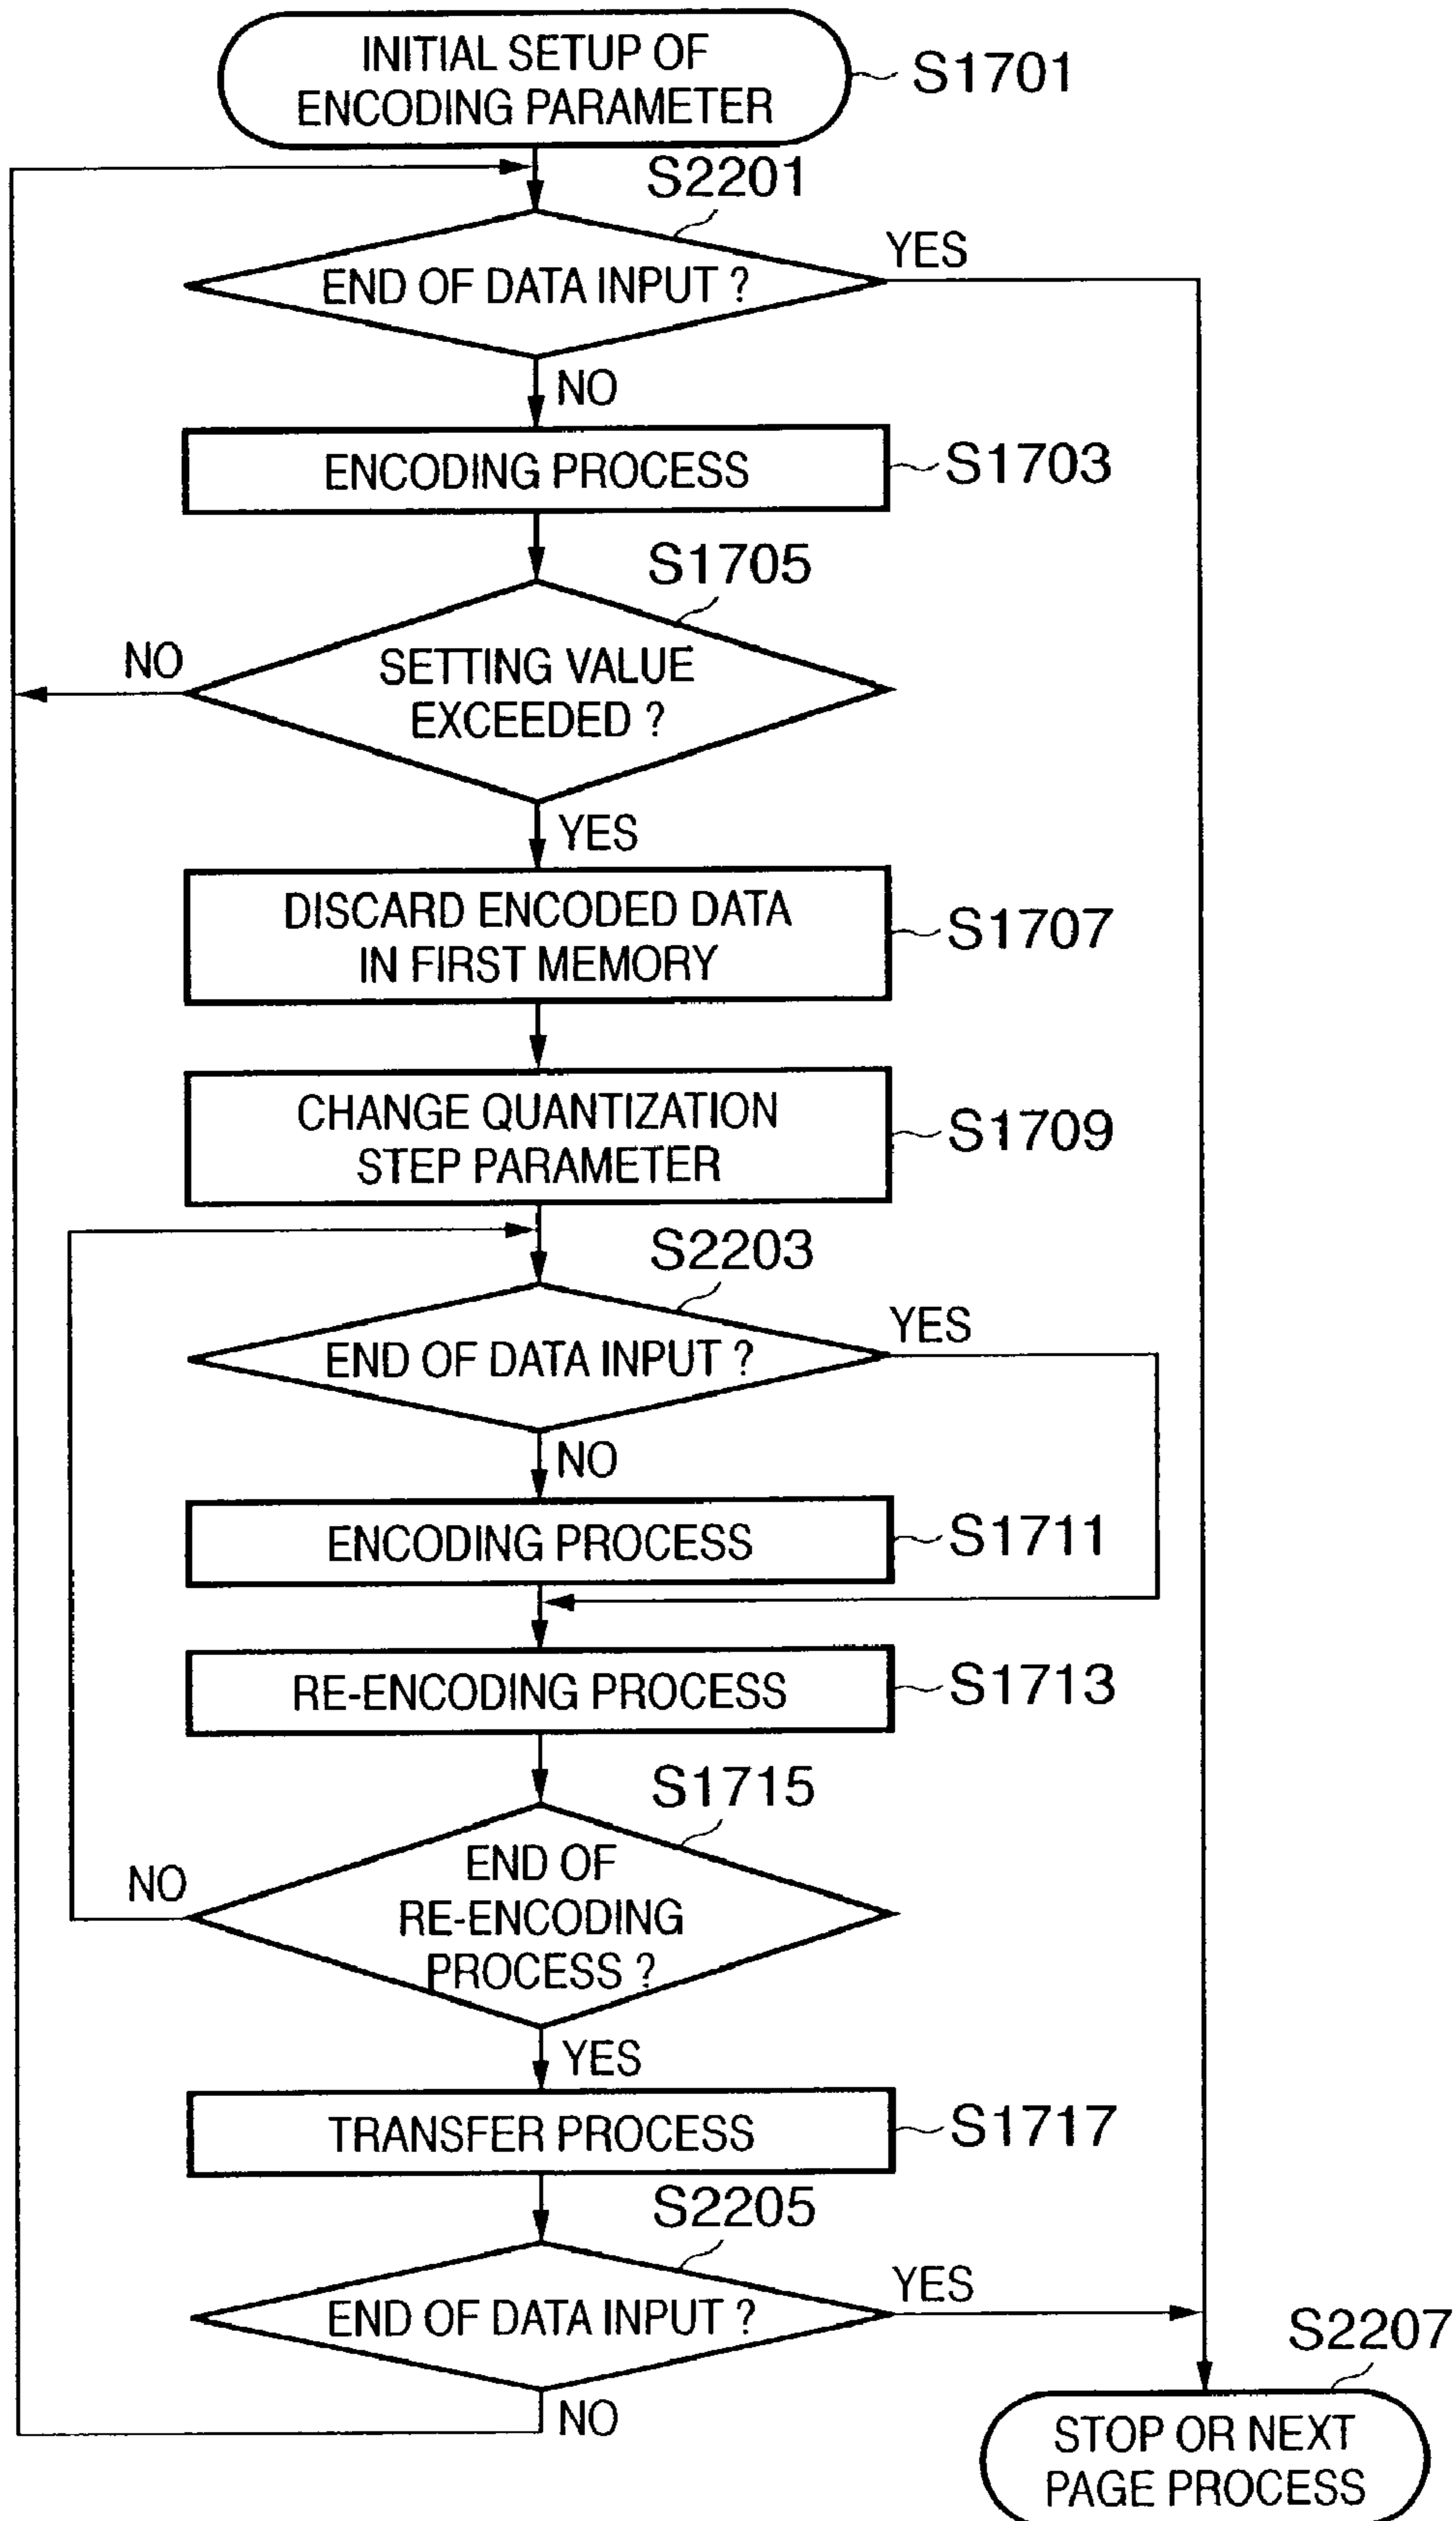 INITIAL SETUP OF
ENCODING PARAMETER
S1701
S2201
END OF DATA INPUT ?
YES
NO
ENCODING PROCESS
S1703
S1705
SETTING VALUE
EXCEEDED ?
NO
YES
DISCARD ENCODED DATA
IN FIRST MEMORY
S1707
CHANGE QUANTIZATION
STEP PARAMETER
S1709
S2203
END OF DATA INPUT ?
YES
NO
ENCODING PROCESS
S1711
RE-ENCODING PROCESS
S1713
S1715
END OF
RE-ENCODING
PROCESS ?
NO
YES
TRANSFER PROCESS
S1717
S2205
END OF DATA INPUT ?
YES
NO
S2207
STOP OR NEXT
PAGE PROCESS